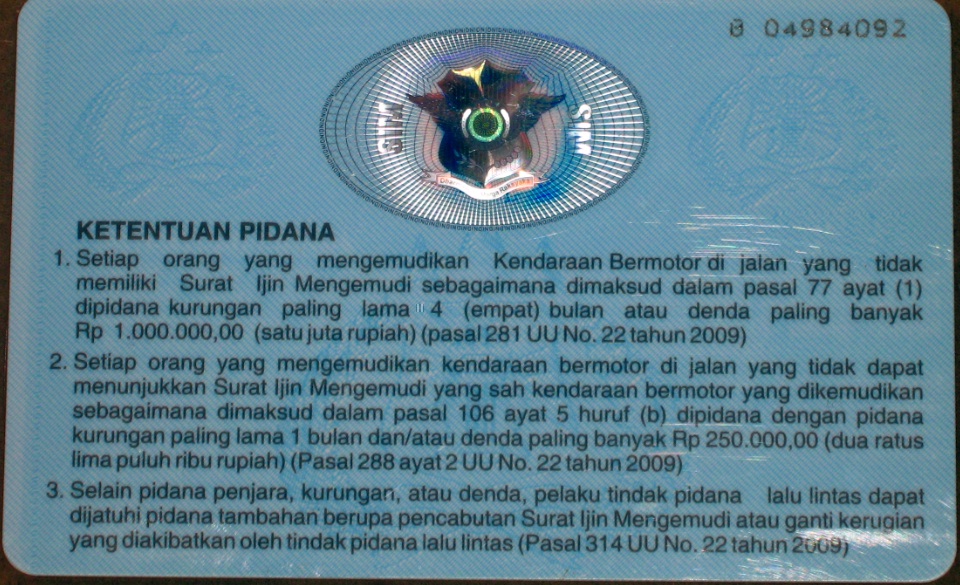 B 04984092
SIM SIM
KETENTUAN PIDANA
1. Setiap orang yang mengemudikan Kendaraan Bermotor di jalan yang tidak
memiliki Surat Ijin Mengemudi sebagaimana dimaksud dalam pasal 77 ayat (1)
dipidana kurungan paling lama 4 (empat) bulan atau denda paling banyak
Rp 1.000.000,00 (satu juta rupiah) (pasal 281 UU No. 22 tahun 2009)
2. Setiap orang yang mengemudikan kendaraan bermotor di jalan yang tidak dapat
menunjukkan Surat Ijin Mengemudi yang sah kendaraan bermotor yang dikemudikan
sebagaimana dimaksud dalam pasal 106 ayat 5 huruf (b) dipidana dengan pidana
kurungan paling lama 1 bulan dan/atau denda paling banyak Rp 250.000,00 (dua ratus
lima puluh ribu rupiah) (Pasal 288 ayat 2 UU No. 22 tahun 2009)
3. Selain pidana penjara, kurungan, atau denda, pelaku tindak pidana lalu lintas dapat
dijatuhi pidana tambahan berupa pencabutan Surat Ijin Mengemudi atau ganti kerugian
yang diakibatkan oleh tindak pidana lalu lintas (Pasal 314 UU No. 22 tahun 2009)